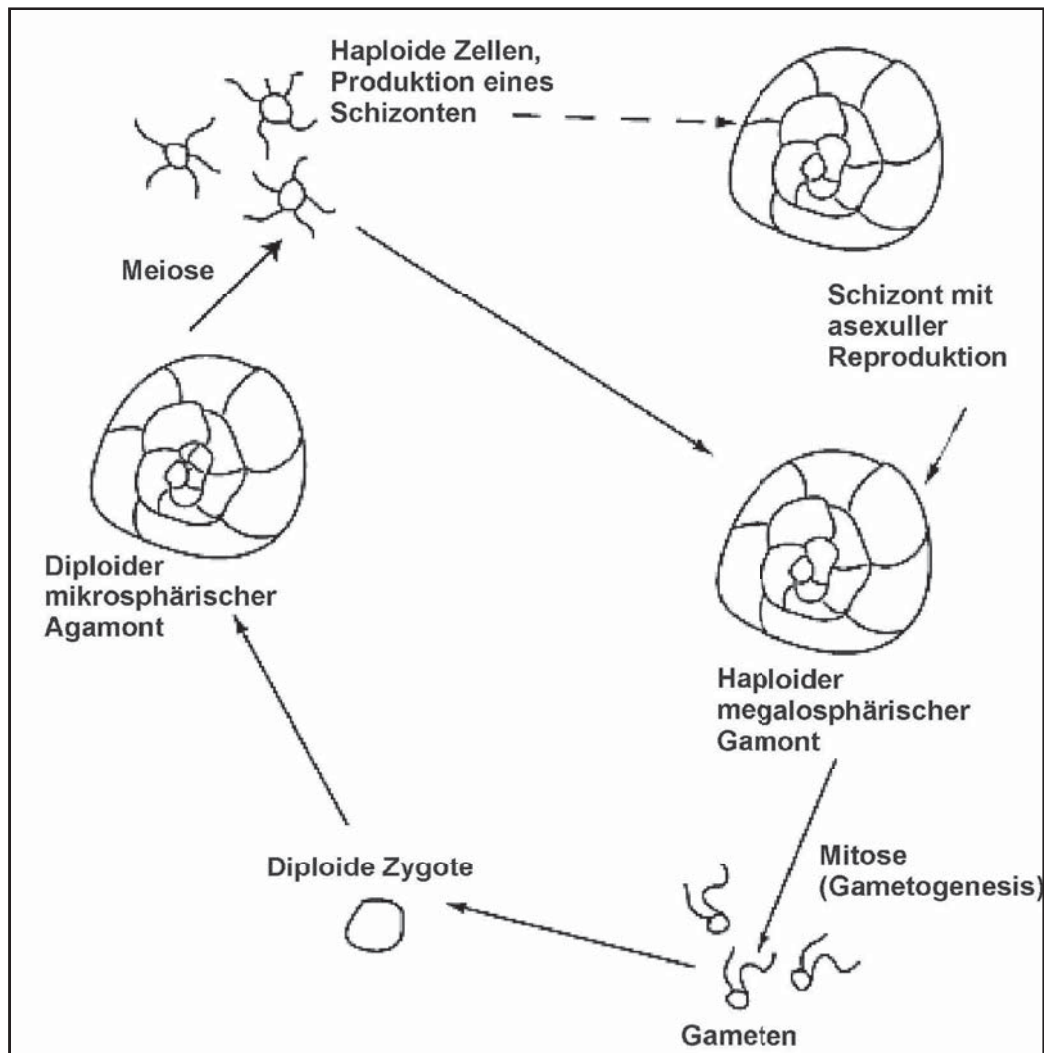 Haploide Zellen,
Produktion eines
Schizonten
Meiose
Schizont mit
asexuller
Reproduktion
Diploider
mikrosphärischer
Agamont
Haploider
megalosphärischer
Gamont
Mitose
(Gametogenesis)
Diploide Zygote
Gameten